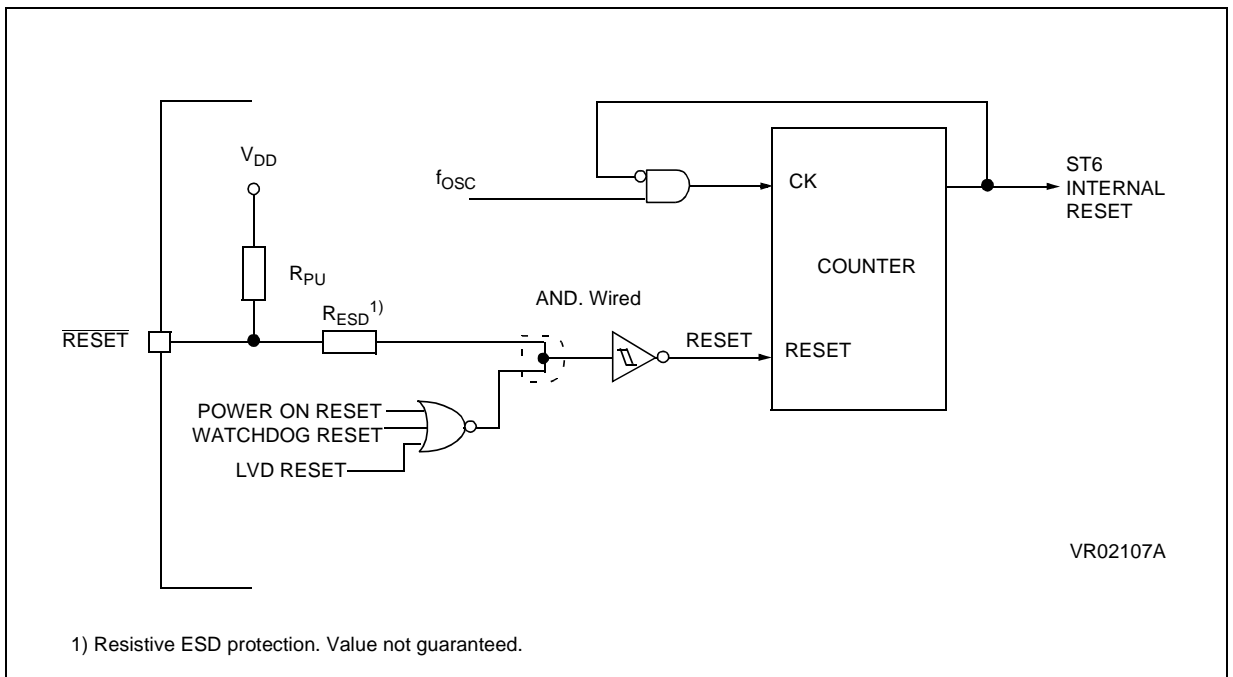 V_DD
f_OSC
CK
ST6
INTERNAL
RESET
R_PU
COUNTER
AND. Wired
R_ESD 1)
RESET
RESET
RESET
POWER ON RESET
WATCHDOG RESET
LVD RESET
VR02107A
1) Resistive ESD protection. Value not guaranteed.